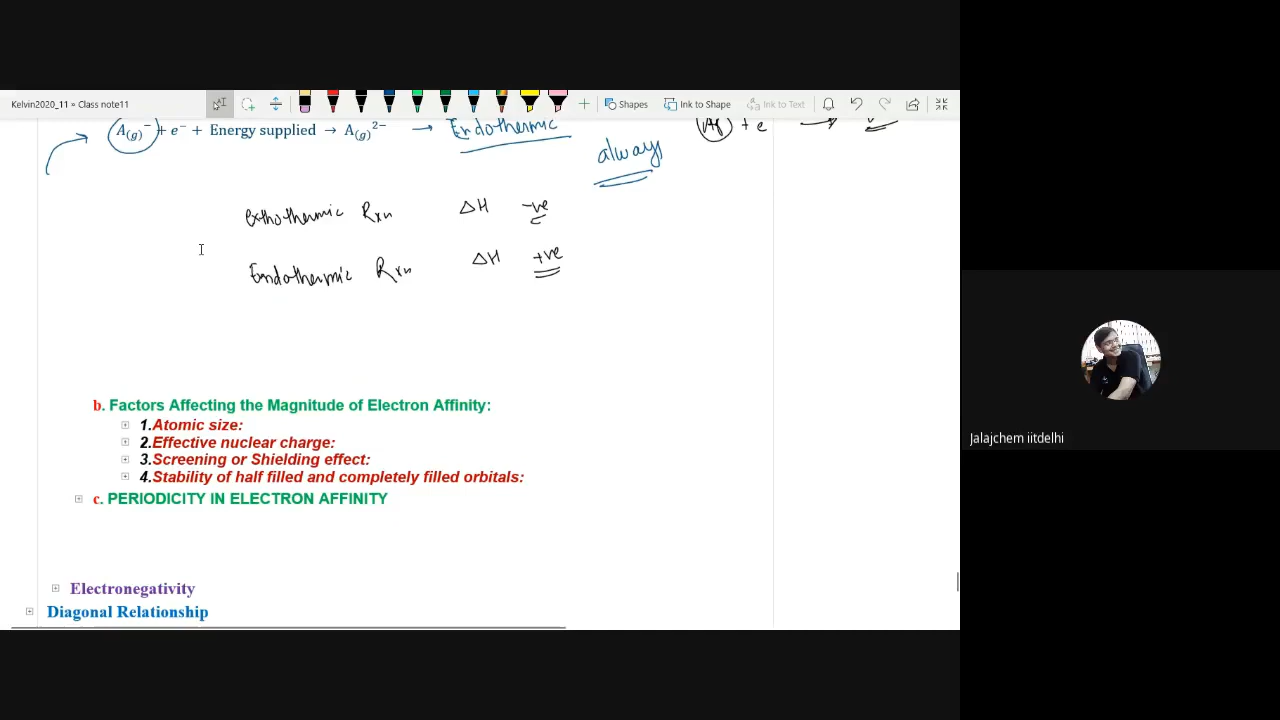 Kelvin2020_11 » Class note11
Shapes
Ink to Shape
Ink to Text
A(g)⁻ + e⁻ + Energy supplied → A(g)²⁻ → Endothermic
+ e →
always
Exthothermic Rxn ΔH -ve
Endothermic Rxn ΔH +ve
b. Factors Affecting the Magnitude of Electron Affinity:
1.Atomic size:
2.Effective nuclear charge:
3.Screening or Shielding effect:
4.Stability of half filled and completely filled orbitals:
c. PERIODICITY IN ELECTRON AFFINITY
Electronegativity
Diagonal Relationship
Jalajchem iitdelhi